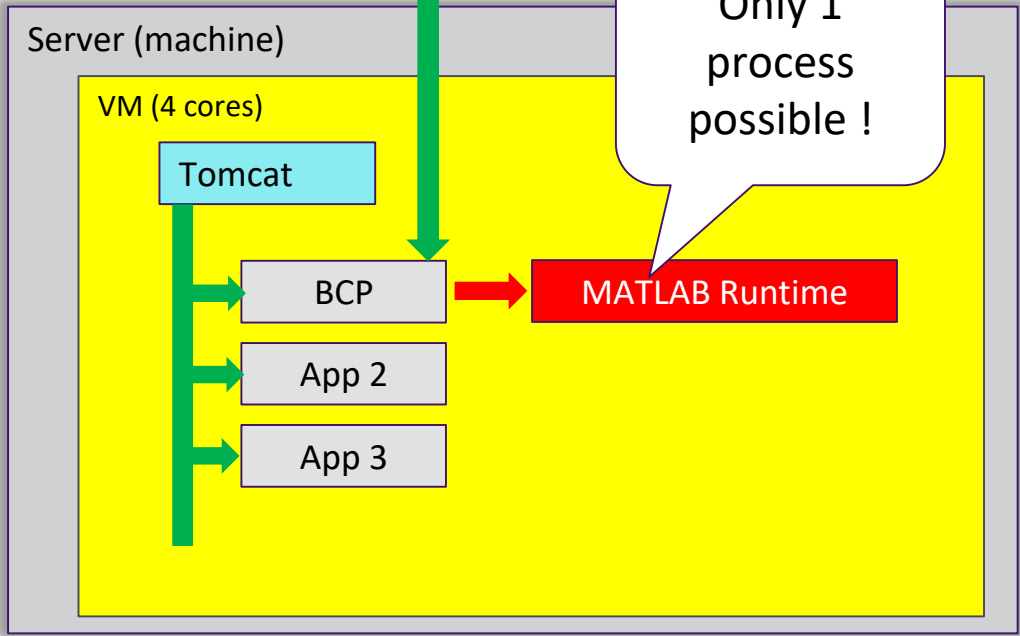 Only 1
process
possible !
Server (machine)
VM (4 cores)
Tomcat
BCP
MATLAB Runtime
App 2
App 3